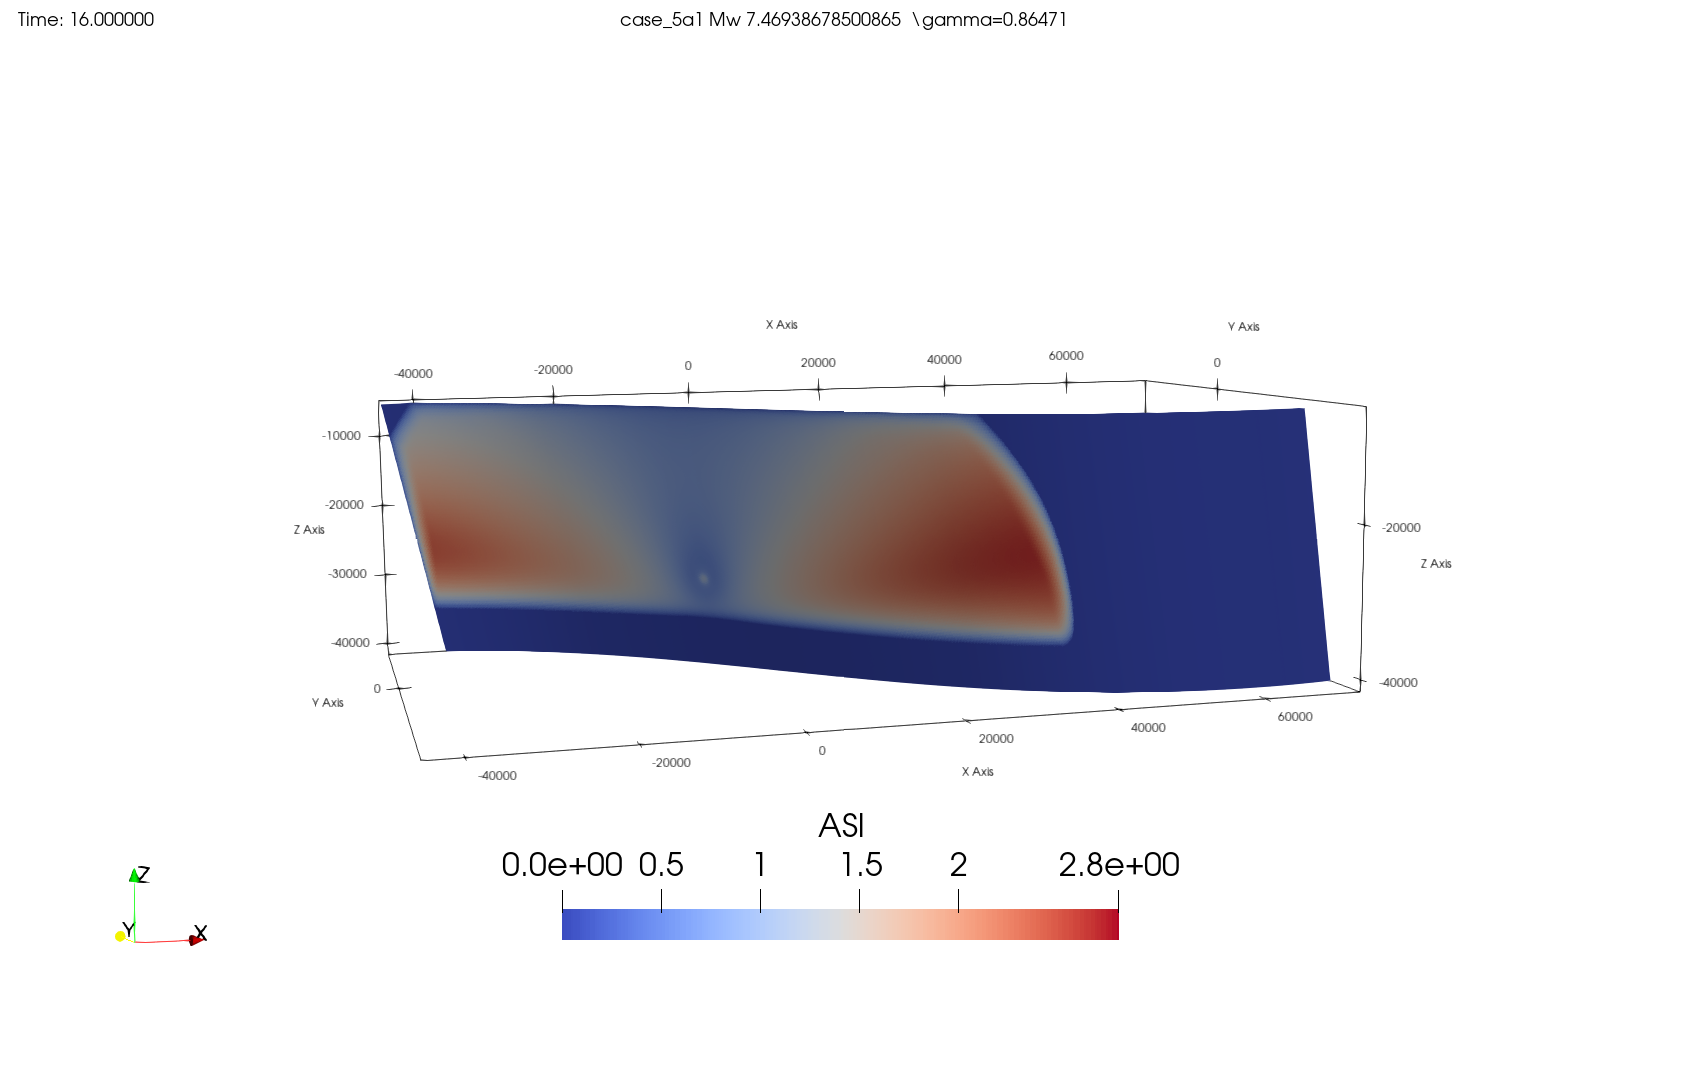 Time: 16.000000
case_5a1 Mw 7.46938678500865 \gamma=0.86471
X Axis
Y Axis
-40000 -20000 0 20000 40000 60000 0
-10000
-20000
Z Axis
-30000
-40000
-20000
Z Axis
-40000
0
Y Axis
-40000 -20000 0 20000 40000 60000
X Axis
ASI
0.0e+00 0.5 1 1.5 2 2.8e+00
Z
Y
X